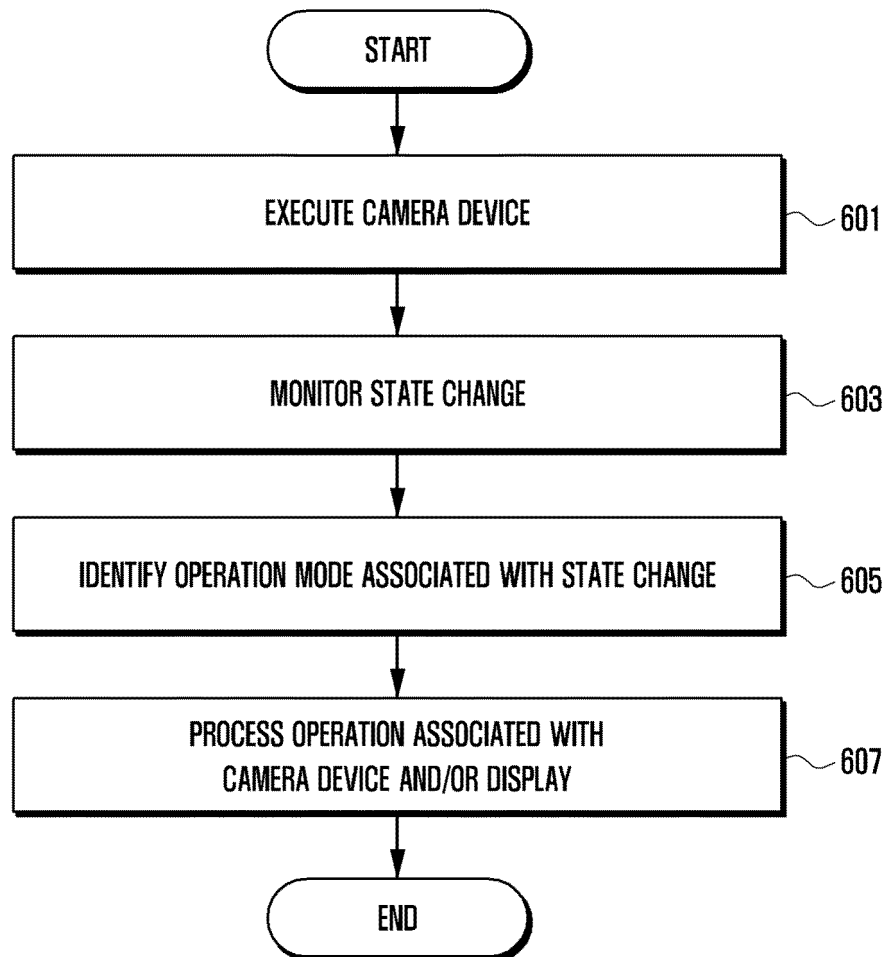 START
EXECUTE CAMERA DEVICE
601
MONITOR STATE CHANGE
603
IDENTIFY OPERATION MODE ASSOCIATED WITH STATE CHANGE
605
PROCESS OPERATION ASSOCIATED WITH
CAMERA DEVICE AND/OR DISPLAY
607
END